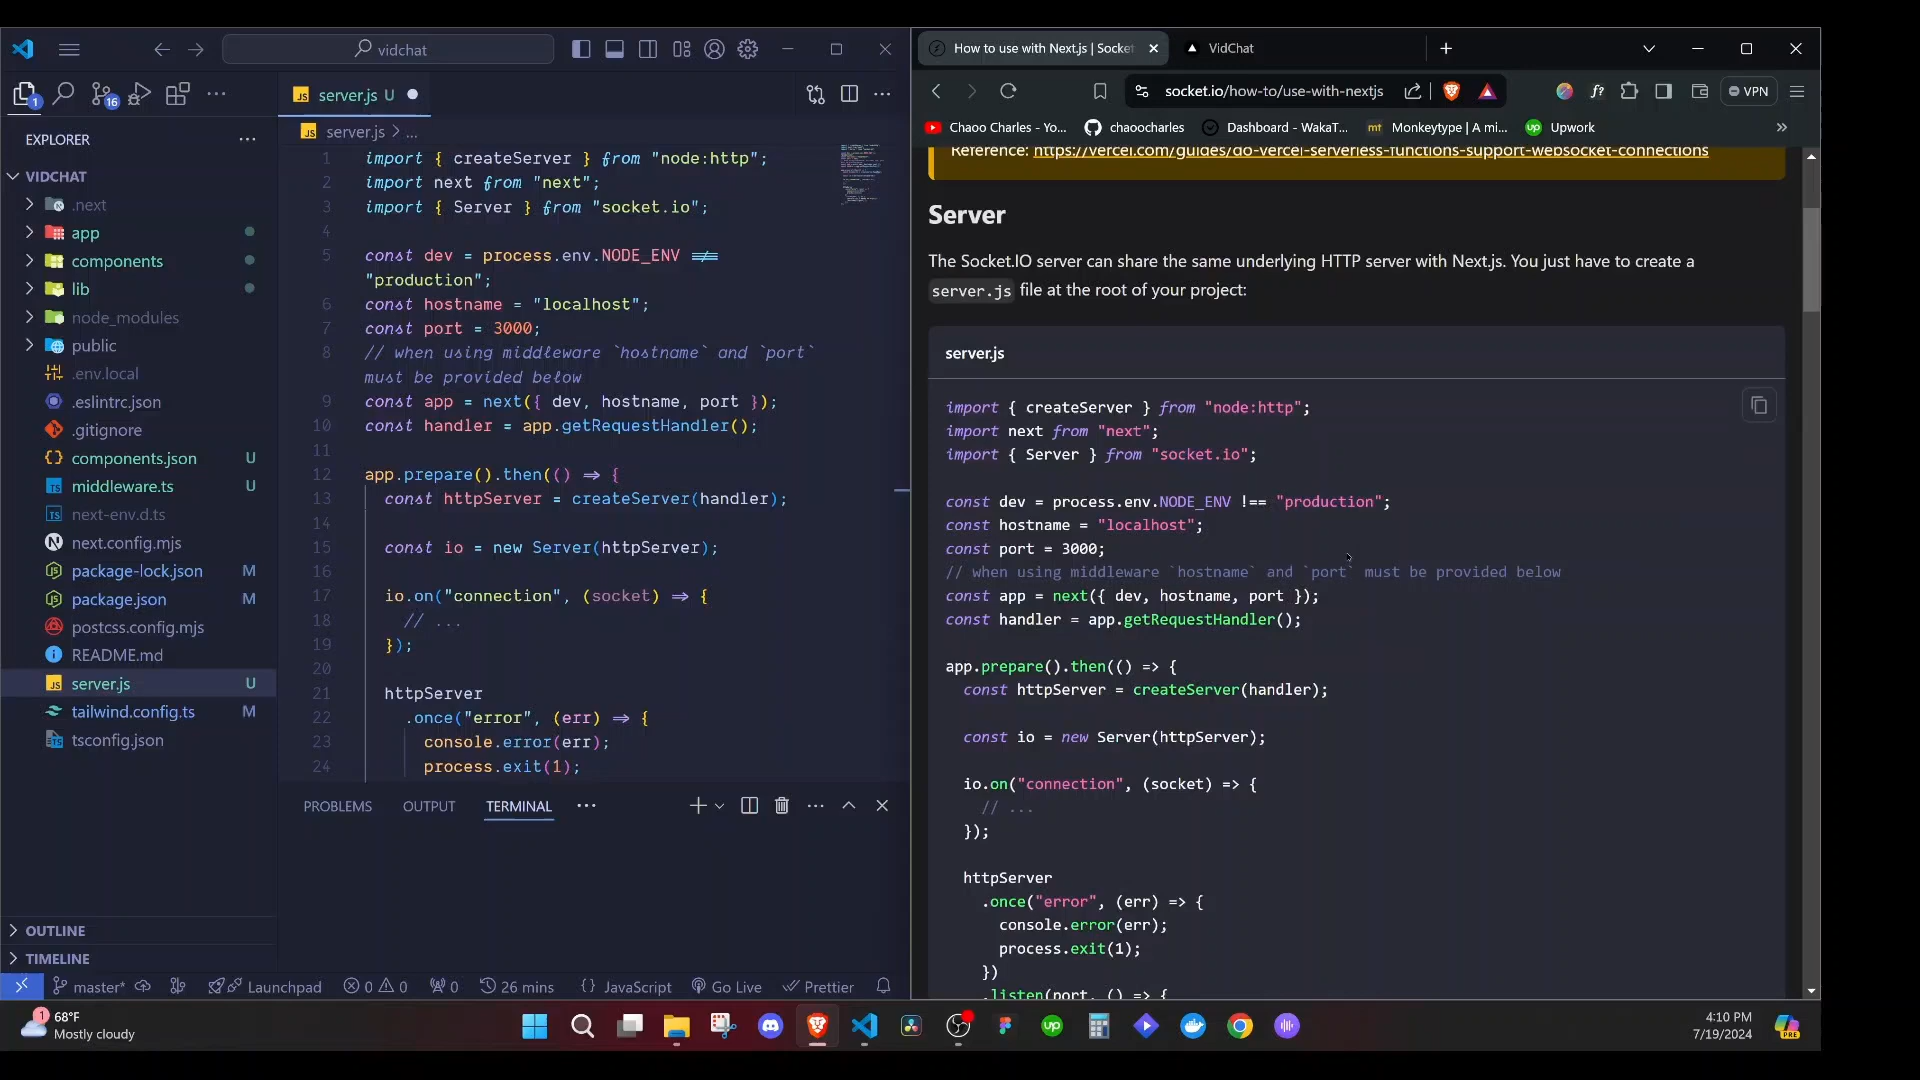 vidchat
server.js U
EXPLORER
server.js > ...
VIDCHAT
.next
app
components
lib
node_modules
public
.env.local
.eslintrc.json
.gitignore
components.json U
middleware.ts U
next-env.d.ts
next.config.mjs
package-lock.json M
package.json M
postcss.config.mjs
README.md
server.js U
tailwind.config.ts M
tsconfig.json
OUTLINE
TIMELINE
1
16
1 import { createServer } from "node:http";
2 import next from "next";
3 import { Server } from "socket.io";
4
5 const dev = process.env.NODE_ENV !==
"production";
6 const hostname = "localhost";
7 const port = 3000;
8 // when using middleware `hostname` and `port`
must be provided below
9 const app = next({ dev, hostname, port });
10 const handler = app.getRequestHandler();
11
12 app.prepare().then(() => {
13 const httpServer = createServer(handler);
14
15 const io = new Server(httpServer);
16
17 io.on("connection", (socket) => {
18 // ...
19 });
20
21 httpServer
22 .once("error", (err) => {
23 console.error(err);
24 process.exit(1);
PROBLEMS OUTPUT TERMINAL
master* Launchpad 0 0 0 26 mins {} JavaScript Go Live Prettier
How to use with Next.js | Socket
VidChat
socket.io/how-to/use-with-nextjs
VPN
Chaoo Charles - Yo... chaoocharles Dashboard - WakaT... mt Monkeytype | A mi... up Upwork
Reference: https://vercel.com/guides/do-vercel-serverless-functions-support-websocket-connections
Server
The Socket.IO server can share the same underlying HTTP server with Next.js. You just have to create a
server.js file at the root of your project:
server.js
import { createServer } from "node:http";
import next from "next";
import { Server } from "socket.io";
const dev = process.env.NODE_ENV !== "production";
const hostname = "localhost";
const port = 3000;
// when using middleware `hostname` and `port` must be provided below
const app = next({ dev, hostname, port });
const handler = app.getRequestHandler();
app.prepare().then(() => {
const httpServer = createServer(handler);
const io = new Server(httpServer);
io.on("connection", (socket) => {
// ...
});
httpServer
.once("error", (err) => {
console.error(err);
process.exit(1);
})
.listen(port, () => {
1
68°F
Mostly cloudy
up
4:10 PM
7/19/2024
PRE